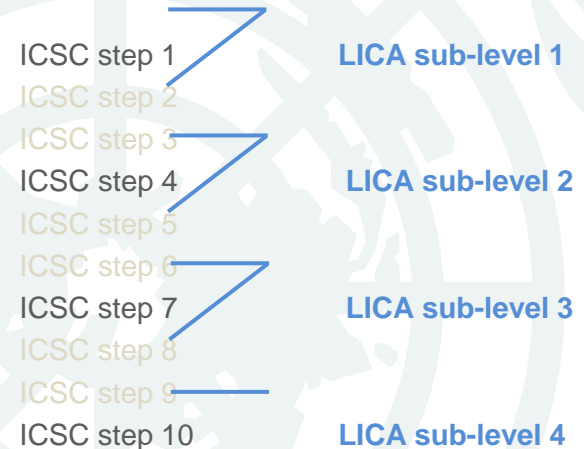 ICSC step 1 LICA sub-level 1
ICSC step 2
ICSC step 3
ICSC step 4 LICA sub-level 2
ICSC step 5
ICSC step 6
ICSC step 7 LICA sub-level 3
ICSC step 8
ICSC step 9
ICSC step 10 LICA sub-level 4